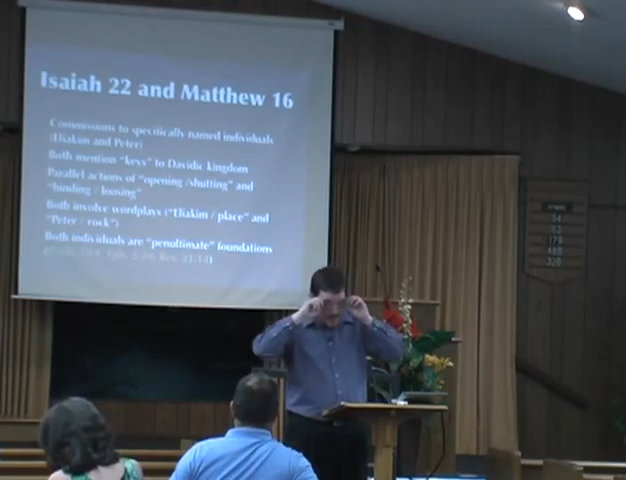 Isaiah 22 and Matthew 16
Commissions to specifically named individuals
(Eliakim and Peter)
Both mention "keys" to Davidic kingdom
Parallel actions of "opening /shutting" and
"binding / loosing"
Both involve wordplays ("Eliakim / place" and
"Peter / rock")
Both individuals are "penultimate" foundations